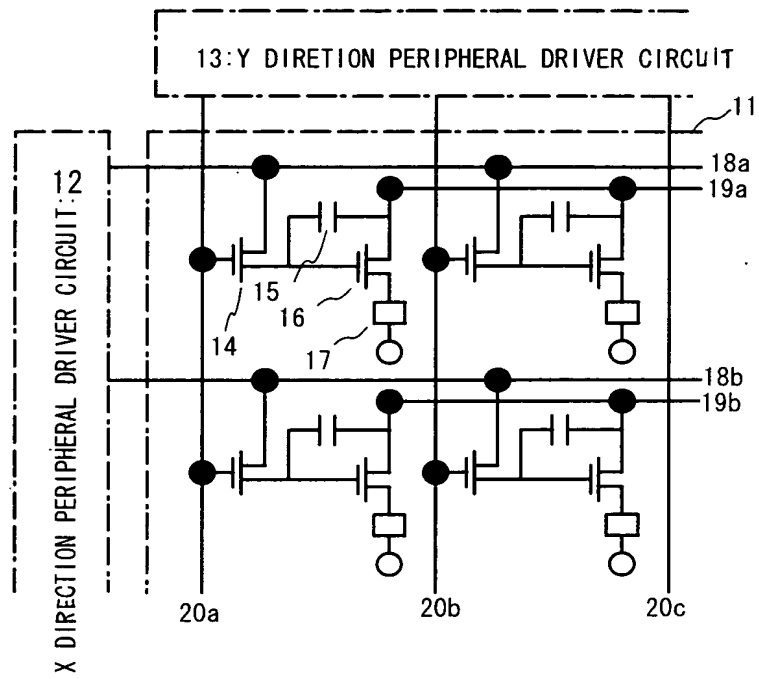 13:Y DIRETION PERIPHERAL DRIVER CIRCUIT
11
X DIRECTION PERIPHERAL DRIVER CIRCUIT:12
18a
19a
15
16
14
17
18b
19b
20a
20b
20c